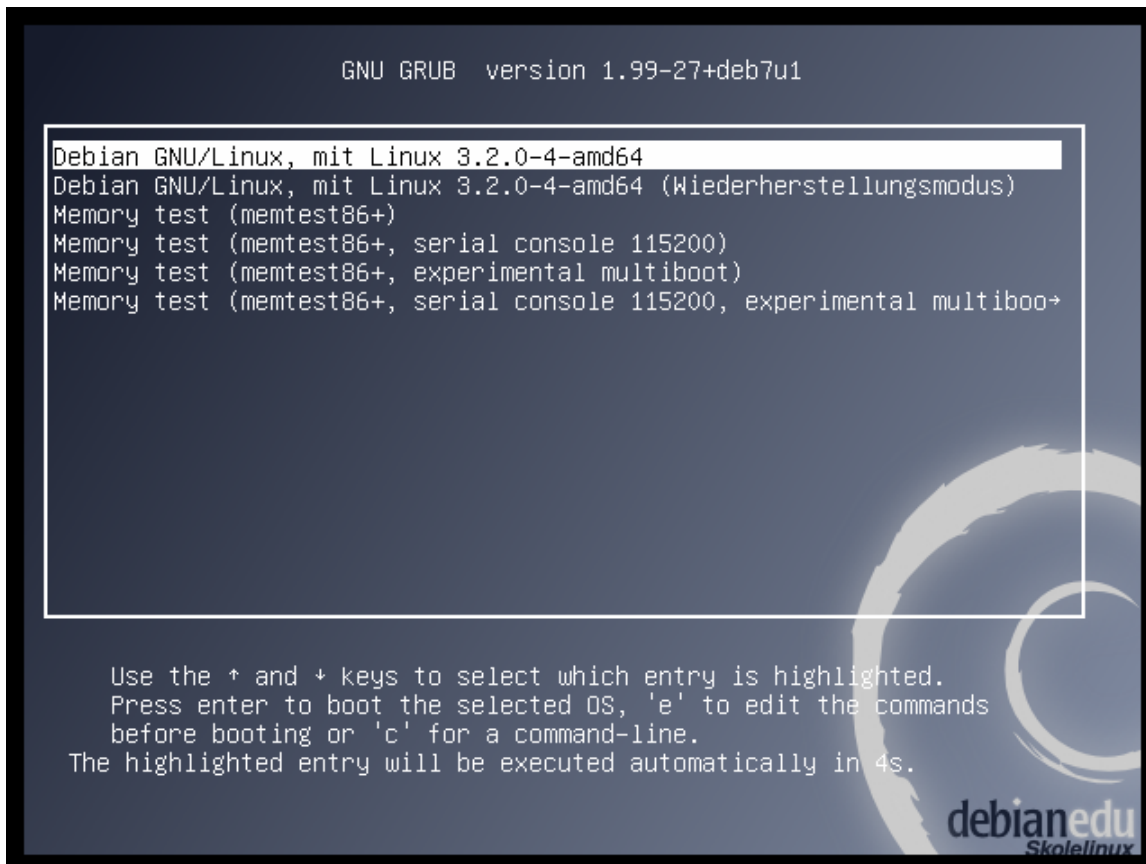 GNU GRUB version 1.99-27+deb7u1
Debian GNU/Linux, mit Linux 3.2.0-4-amd64
Debian GNU/Linux, mit Linux 3.2.0-4-amd64 (Wiederherstellungsmodus)
Memory test (memtest86+)
Memory test (memtest86+, serial console 115200)
Memory test (memtest86+, experimental multiboot)
Memory test (memtest86+, serial console 115200, experimental multiboo→
Use the ↑ and ↓ keys to select which entry is highlighted.
Press enter to boot the selected OS, 'e' to edit the commands
before booting or 'c' for a command-line.
The highlighted entry will be executed automatically in 4s.
debianedu
Skolelinux